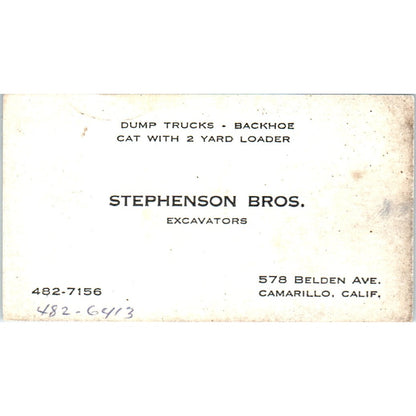 DUMP TRUCKS - BACKHOE
CAT WITH 2 YARD LOADER
STEPHENSON BROS.
EXCAVATORS
482-7156
482-6413
578 BELDEN AVE.
CAMARILLO, CALIF.